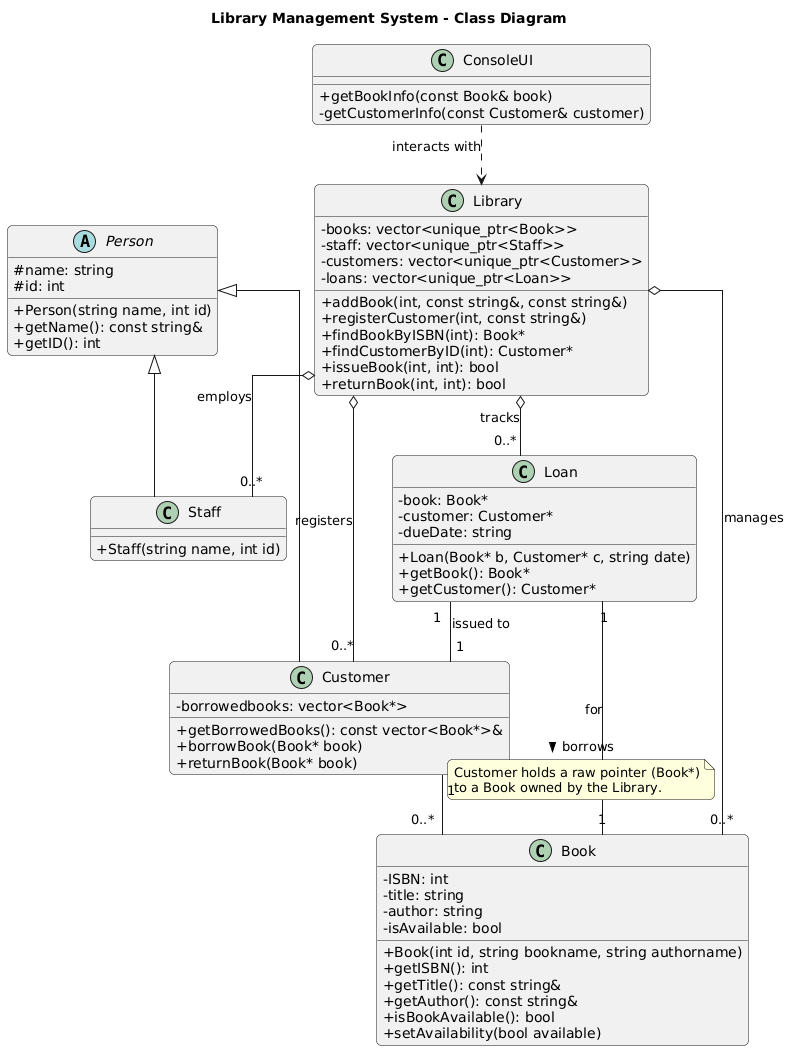 Library Management System - Class Diagram
C ConsoleUI
+getBookInfo(const Book& book)
-getCustomerInfo(const Customer& customer)
interacts with
C Library
-books: vector<unique_ptr<Book>>
-staff: vector<unique_ptr<Staff>>
-customers: vector<unique_ptr<Customer>>
-loans: vector<unique_ptr<Loan>>
+addBook(int, const string&, const string&)
+registerCustomer(int, const string&)
+findBookByISBN(int): Book*
+findCustomerByID(int): Customer*
+issueBook(int, int): bool
+returnBook(int, int): bool
A Person
#name: string
#id: int
+Person(string name, int id)
+getName(): const string&
+getID(): int
employs
0..*
tracks
0..*
C Staff
+Staff(string name, int id)
registers
0..*
C Loan
-book: Book*
-customer: Customer*
-dueDate: string
+Loan(Book* b, Customer* c, string date)
+getBook(): Book*
+getCustomer(): Customer*
manages
0..*
1
issued to
1
1
for
1
C Customer
-borrowedbooks: vector<Book*>
+getBorrowedBooks(): const vector<Book*>&
+borrowBook(Book* book)
+returnBook(Book* book)
borrows
Customer holds a raw pointer (Book*)
to a Book owned by the Library.
1
0..*
C Book
-ISBN: int
-title: string
-author: string
-isAvailable: bool
+Book(int id, string bookname, string authorname)
+getISBN(): int
+getTitle(): const string&
+getAuthor(): const string&
+isBookAvailable(): bool
+setAvailability(bool available)